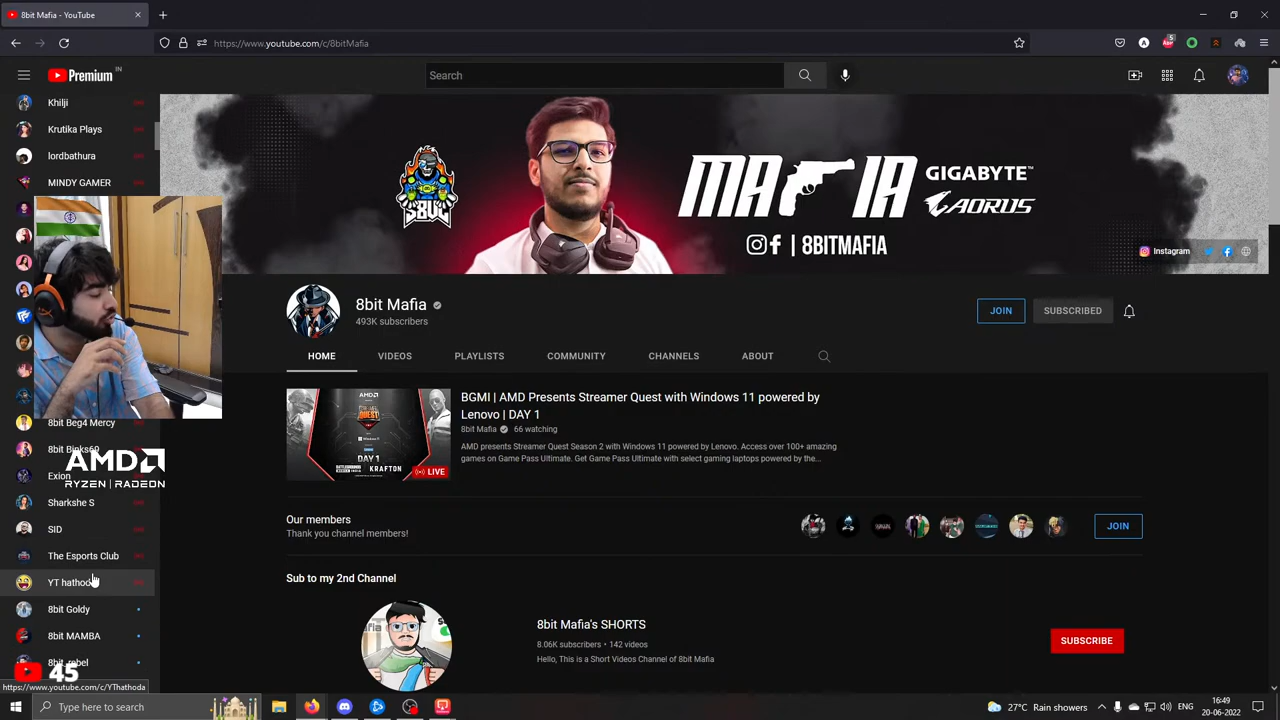 8bit Mafia - YouTube
https://www.youtube.com/c/8bitMafia
Premium IN
Search
Khilji
Krutika Plays
lordbathura
MINDY GAMER
8bit Beg4 Mercy
8bit Binks69
Exion
Sharkshe S
SID
The Esports Club
YT hathoda
8bit Goldy
8bit MAMBA
8bit_rebel
AMD
RYZEN | RADEON
45
https://www.youtube.com/c/YThathoda
S8UL
MAFIA
GIGABYTE™
AORUS
| 8BITMAFIA
Instagram
8bit Mafia
493K subscribers
JOIN
SUBSCRIBED
HOME
VIDEOS
PLAYLISTS
COMMUNITY
CHANNELS
ABOUT
AMD
DAY 1
KRAFTON
LIVE
BGMI | AMD Presents Streamer Quest with Windows 11 powered by
Lenovo | DAY 1
8bit Mafia 66 watching
AMD presents Streamer Quest Season 2 with Windows 11 powered by Lenovo. Access over 100+ amazing
games on Game Pass Ultimate. Get Game Pass Ultimate with select gaming laptops powered by the...
Our members
Thank you channel members!
JOIN
Sub to my 2nd Channel
8bit Mafia's SHORTS
8.06K subscribers • 142 videos
Hello, This is a Short Videos Channel of 8bit Mafia
SUBSCRIBE
Type here to search
27°C Rain showers
16:49
20-06-2022